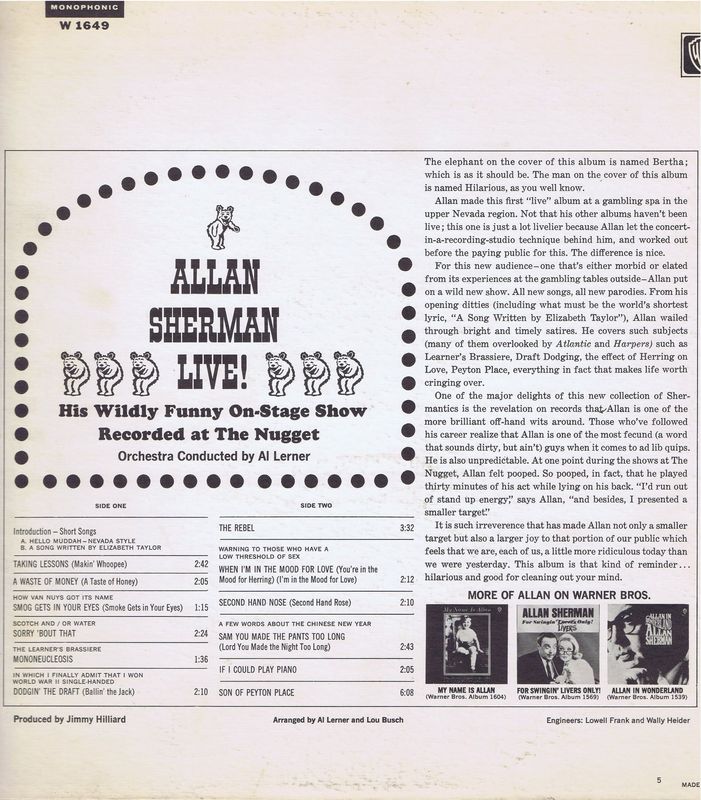 MONOPHONIC
W 1649
ALLAN
SHERMAN
LIVE!
His Wildly Funny On-Stage Show
Recorded at The Nugget
Orchestra Conducted by Al Lerner
SIDE ONE
Introduction – Short Songs
A. HELLO MUDDAH – NEVADA STYLE
B. A SONG WRITTEN BY ELIZABETH TAYLOR
TAKING LESSONS (Makin' Whoopee) 2:42
A WASTE OF MONEY (A Taste of Honey) 2:05
HOW VAN NUYS GOT ITS NAME
SMOG GETS IN YOUR EYES (Smoke Gets in Your Eyes) 1:15
SCOTCH AND / OR WATER
SORRY 'BOUT THAT 2:24
THE LEARNER'S BRASSIERE
MONONEUCLEOSIS 1:36
IN WHICH I FINALLY ADMIT THAT I WON
WORLD WAR II SINGLE-HANDED
DODGIN' THE DRAFT (Ballin' the Jack) 2:10
SIDE TWO
THE REBEL 3:32
WARNING TO THOSE WHO HAVE A
LOW THRESHOLD OF SEX
WHEN I'M IN THE MOOD FOR LOVE (You're in the
Mood for Herring) (I'm in the Mood for Love) 2:12
SECOND HAND NOSE (Second Hand Rose) 2:10
A FEW WORDS ABOUT THE CHINESE NEW YEAR
SAM YOU MADE THE PANTS TOO LONG
(Lord You Made the Night Too Long) 2:43
IF I COULD PLAY PIANO 2:05
SON OF PEYTON PLACE 6:08
The elephant on the cover of this album is named Bertha;
which is as it should be. The man on the cover of this album
is named Hilarious, as you well know.
Allan made this first "live" album at a gambling spa in the
upper Nevada region. Not that his other albums haven't been
live; this one is just a lot livelier because Allan let the concert-
in-a-recording-studio technique behind him, and worked out
before the paying public for this. The difference is nice.
For this new audience–one that's either morbid or elated
from its experiences at the gambling tables outside–Allan put
on a wild new show. All new songs, all new parodies. From his
opening ditties (including what must be the world's shortest
lyric, "A Song Written by Elizabeth Taylor"), Allan wailed
through bright and timely satires. He covers such subjects
(many of them overlooked by Atlantic and Harpers) such as
Learner's Brassiere, Draft Dodging, the effect of Herring on
Love, Peyton Place, everything in fact that makes life worth
cringing over.
One of the major delights of this new collection of Sher-
mantics is the revelation on records that Allan is one of the
more brilliant off-hand wits around. Those who've followed
his career realize that Allan is one of the most fecund (a word
that sounds dirty, but ain't) guys when it comes to ad lib quips.
He is also unpredictable. At one point during the shows at The
Nugget, Allan felt pooped. So pooped, in fact, that he played
thirty minutes of his act while lying on his back. "I'd run out
of stand up energy," says Allan, "and besides, I presented a
smaller target."
It is such irreverence that has made Allan not only a smaller
target but also a larger joy to that portion of our public which
feels that we are, each of us, a little more ridiculous today than
we were yesterday. This album is that kind of reminder...
hilarious and good for cleaning out your mind.
MORE OF ALLAN ON WARNER BROS.
My Name Is Allan
ALLAN SHERMAN
For Swingin' Livers Only!
LIVERS
ALLAN IN
WONDERLAND
ALLAN
SHERMAN
MY NAME IS ALLAN
(Warner Bros. Album 1604)
FOR SWINGIN' LIVERS ONLY!
(Warner Bros. Album 1569)
ALLAN IN WONDERLAND
(Warner Bros. Album 1539)
Produced by Jimmy Hilliard
Arranged by Al Lerner and Lou Busch
Engineers: Lowell Frank and Wally Heider
5
MADE